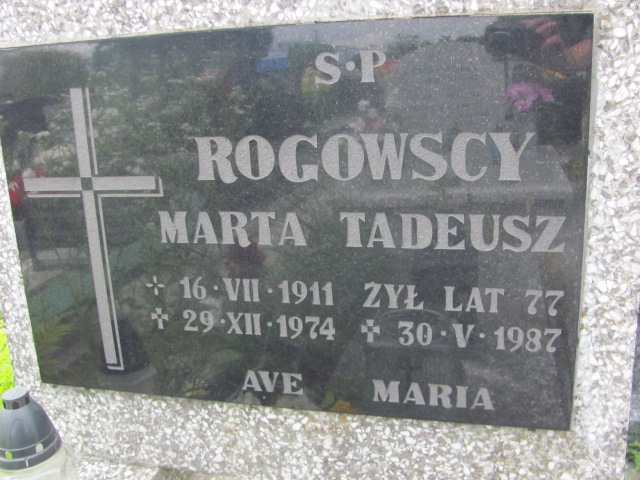 Ś·P
ROGOWSCY
MARTA TADEUSZ
16·VII·1911 ŻYŁ LAT 77
29·XII·1974 30·V·1987
AVE MARIA